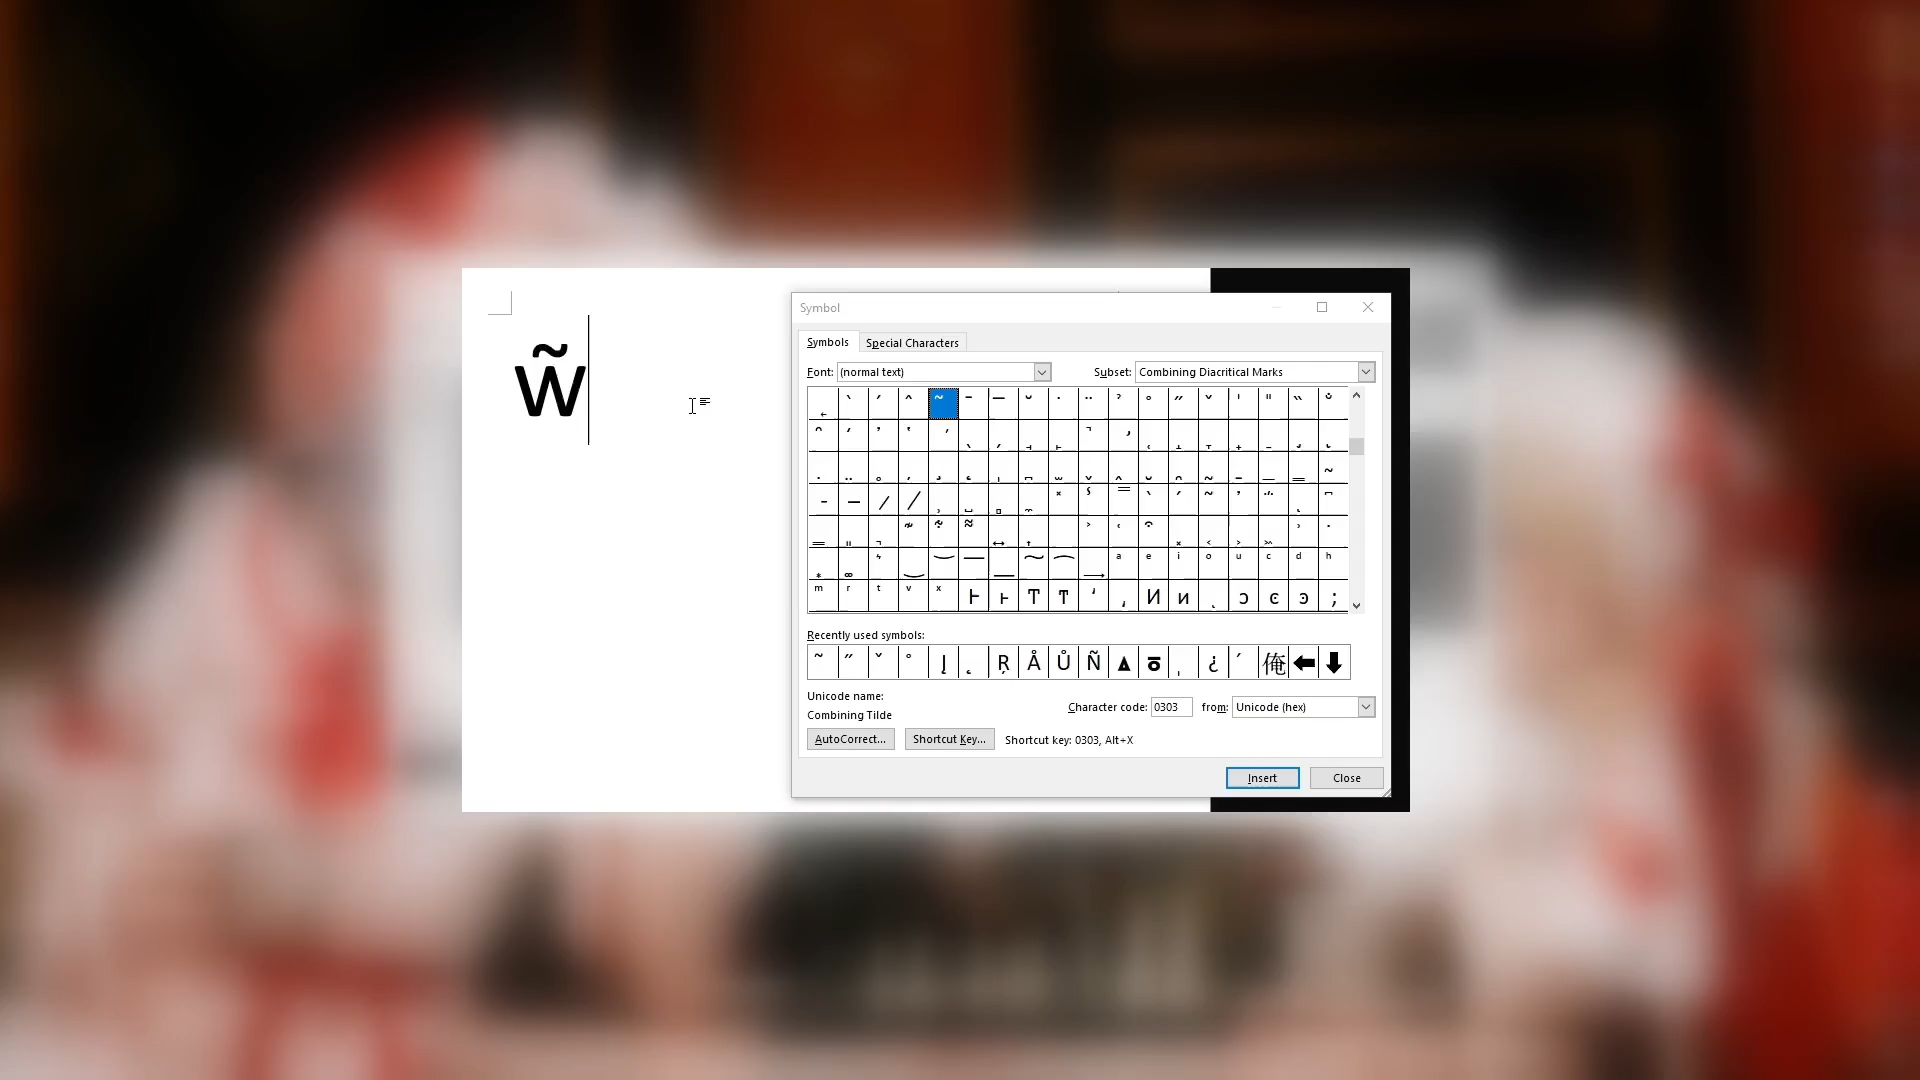 w̃
Symbol
Symbols Special Characters
Font: (normal text) Subset: Combining Diacritical Marks
a e i o u c d h
m r t v x Ͱ ͱ Ͳ ͳ ʹ ͵ Ͷ ͷ ͺ ͻ ͼ ͽ ;
Recently used symbols:
˜ ˝ ˇ ° Į ˛ Ŗ Å Ů Ñ ▲ ō ˌ ¿ ´ 俺 🡄 🡇
Unicode name:
Combining Tilde
Character code: 0303 from: Unicode (hex)
AutoCorrect... Shortcut Key... Shortcut key: 0303, Alt+X
Insert Close